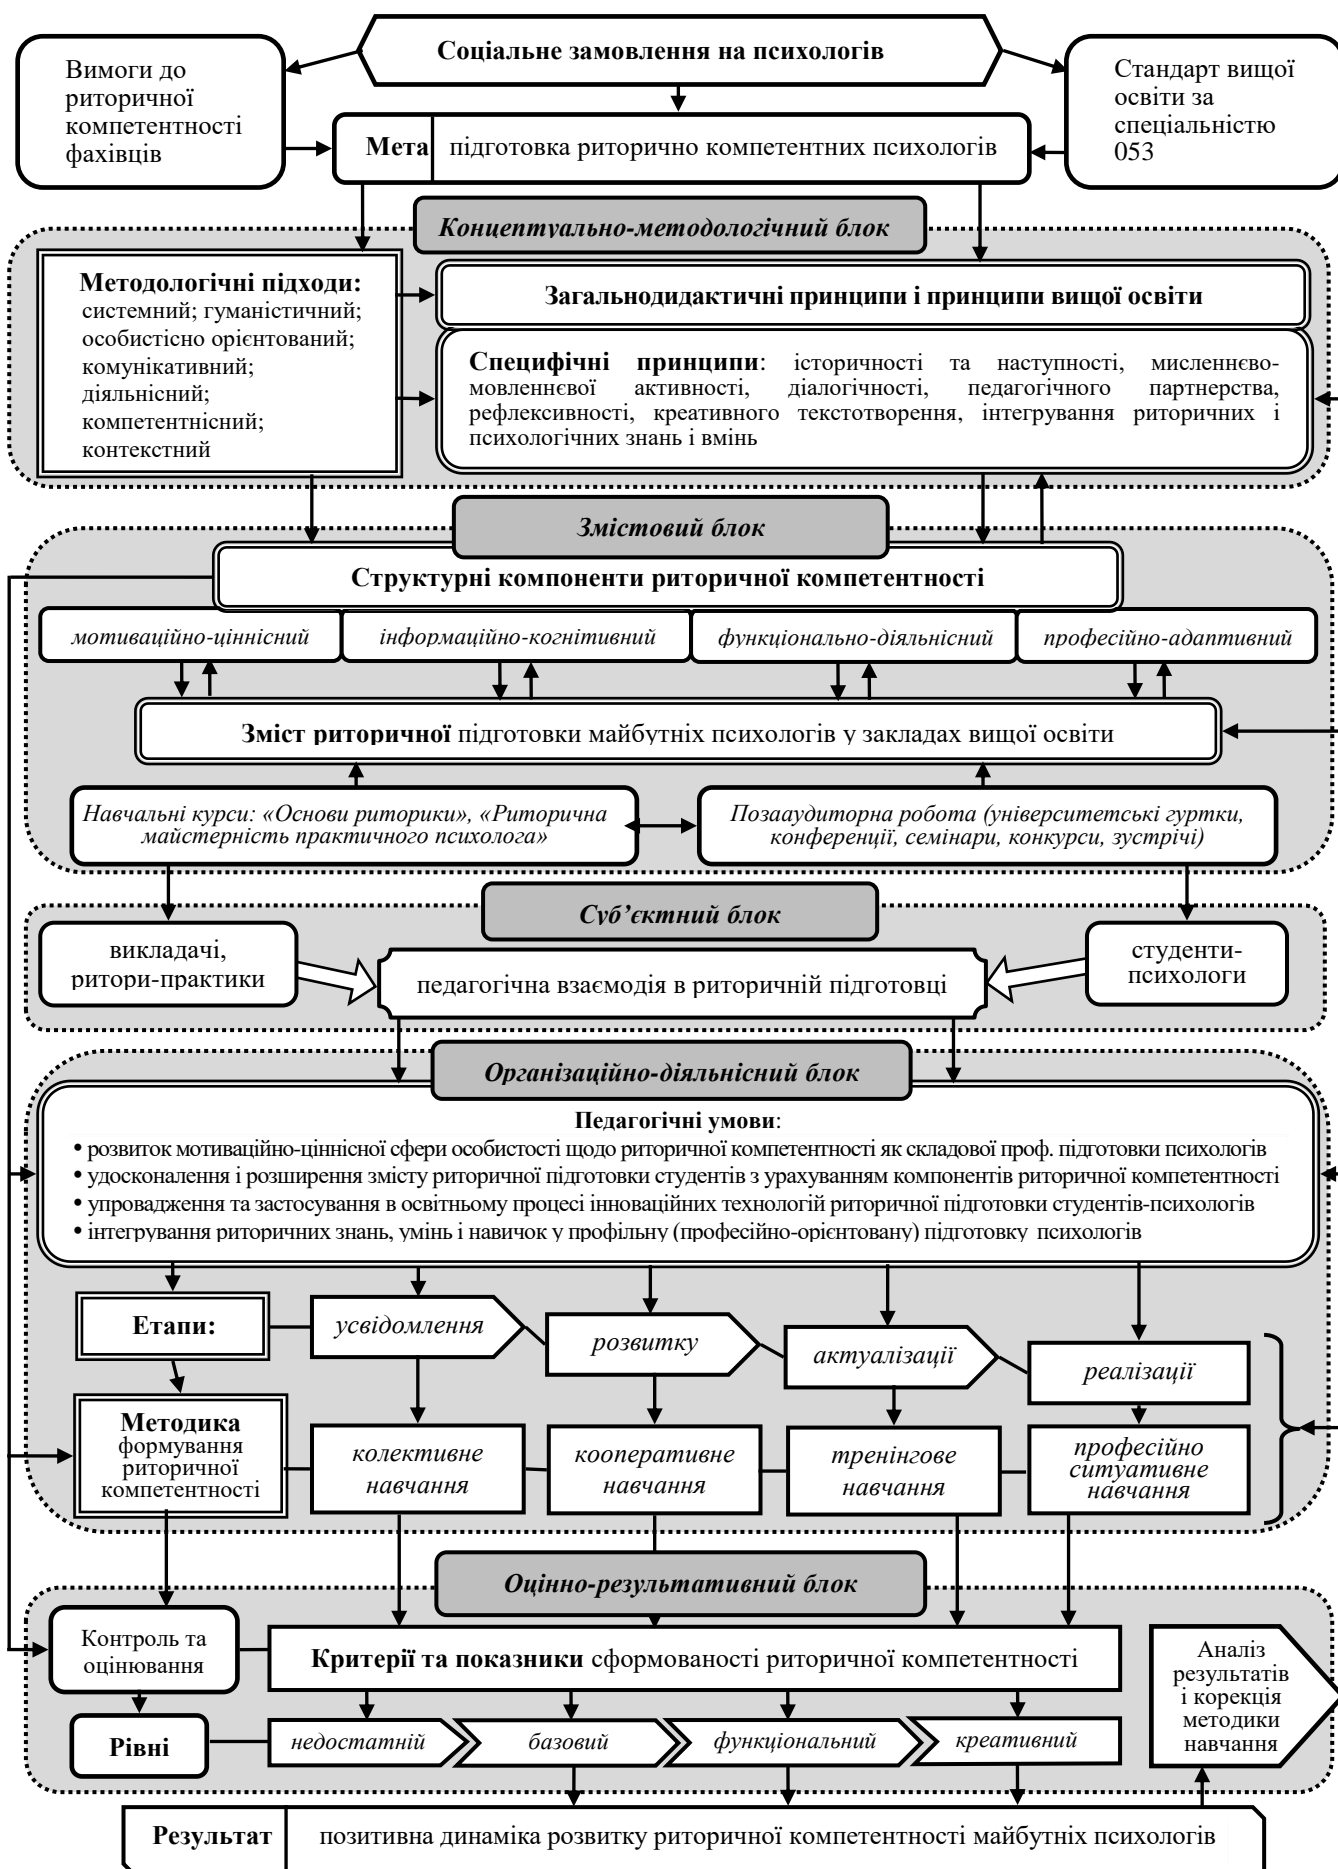 Соціальне замовлення на психологів
Вимоги до
риторичної
компетентності
фахівців
Стандарт вищої
освіти за
спеціальністю
053
Мета підготовка риторично компетентних психологів
Концептуально-методологічний блок
Методологічні підходи:
системний; гуманістичний;
особистісно орієнтований;
комунікативний;
діяльнісний;
компетентнісний;
контекстний
Загальнодидактичні принципи і принципи вищої освіти
Специфічні принципи: історичності та наступності, мисленнєво-
мовленнєвої активності, діалогічності, педагогічного партнерства,
рефлексивності, креативного текстотворення, інтегрування риторичних і
психологічних знань і вмінь
Змістовий блок
Структурні компоненти риторичної компетентності
мотиваційно-ціннісний
інформаційно-когнітивний
функціонально-діяльнісний
професійно-адаптивний
Зміст риторичної підготовки майбутніх психологів у закладах вищої освіти
Навчальні курси: «Основи риторики», «Риторична
майстерність практичного психолога»
Позааудиторна робота (університетські гуртки,
конференції, семінари, конкурси, зустрічі)
Суб’єктний блок
викладачі,
ритори-практики
педагогічна взаємодія в риторичній підготовці
студенти-
психологи
Організаційно-діяльнісний блок
Педагогічні умови:
• розвиток мотиваційно-ціннісної сфери особистості щодо риторичної компетентності як складової проф. підготовки психологів
• удосконалення і розширення змісту риторичної підготовки студентів з урахуванням компонентів риторичної компетентності
• упровадження та застосування в освітньому процесі інноваційних технологій риторичної підготовки студентів-психологів
• інтегрування риторичних знань, умінь і навичок у профільну (професійно-орієнтовану) підготовку психологів
Етапи:
усвідомлення
розвитку
актуалізації
реалізації
Методика
формування
риторичної
компетентності
колективне
навчання
кооперативне
навчання
тренінгове
навчання
професійно
ситуативне
навчання
Оцінно-результативний блок
Контроль та
оцінювання
Критерії та показники сформованості риторичної компетентності
Аналіз
результатів
і корекція
методики
навчання
Рівні
недостатній
базовий
функціональний
креативний
Результат позитивна динаміка розвитку риторичної компетентності майбутніх психологів